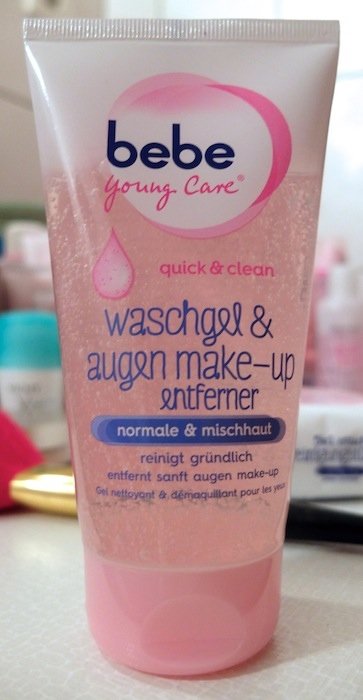 bebe
young care®
quick & clean
waschgel &
augen make-up
entferner
normale & mischhaut
reinigt gründlich
entfernt sanft augen make-up
Gel nettoyant & démaquillant pour les yeux